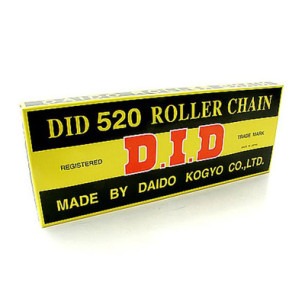 DID 520 ROLLER CHAIN
REGISTERED D.I.D TRADE MARK
MADE BY DAIDO KOGYO CO.,LTD.